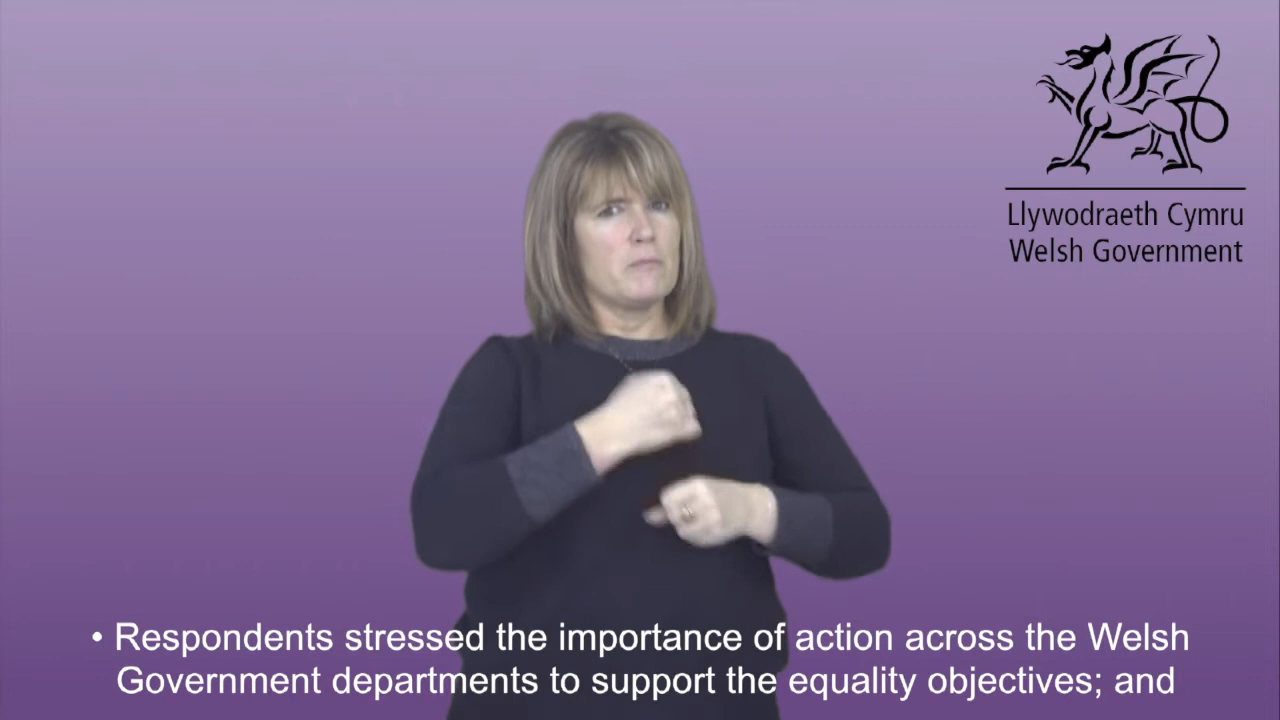 Llywodraeth Cymru
Welsh Government
• Respondents stressed the importance of action across the Welsh
Government departments to support the equality objectives; and